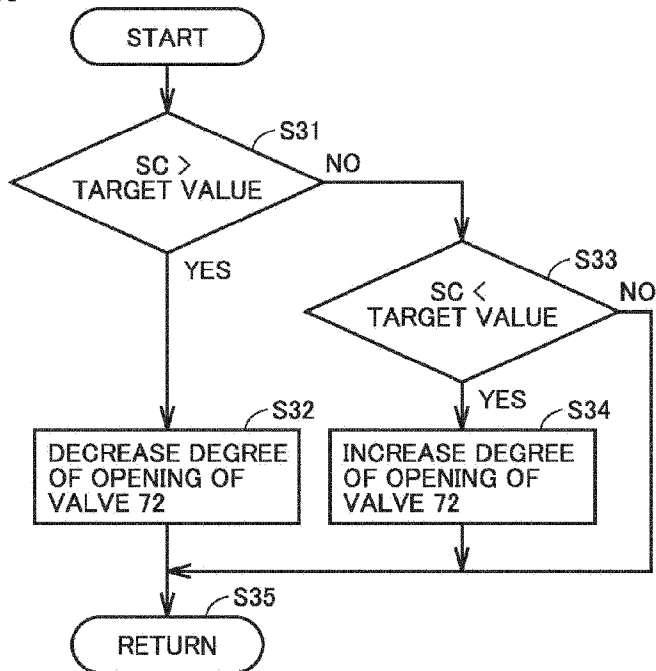 START
S31
SC >
TARGET VALUE
NO
YES
S33
SC <
TARGET VALUE
NO
YES
S32
DECREASE DEGREE
OF OPENING OF
VALVE 72
S34
INCREASE DEGREE
OF OPENING OF
VALVE 72
S35
RETURN